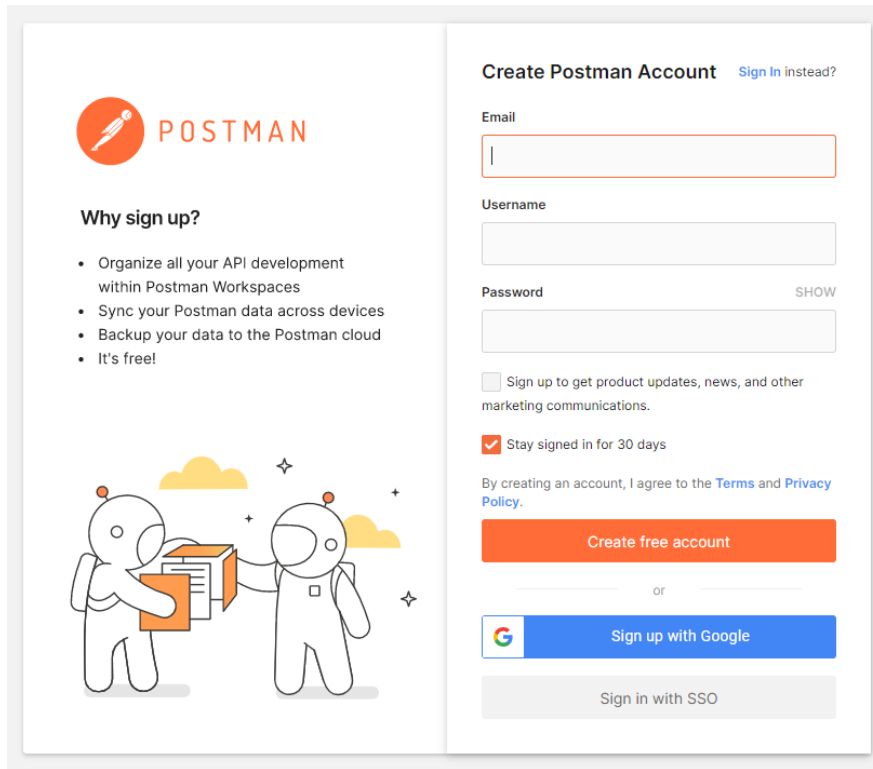 POSTMAN
Why sign up?
• Organize all your API development
within Postman Workspaces
• Sync your Postman data across devices
• Backup your data to the Postman cloud
• It's free!
Create Postman Account
Sign In instead?
Email
Username
Password
SHOW
Sign up to get product updates, news, and other
marketing communications.
Stay signed in for 30 days
By creating an account, I agree to the Terms and Privacy
Policy.
Create free account
or
G
Sign up with Google
Sign in with SSO